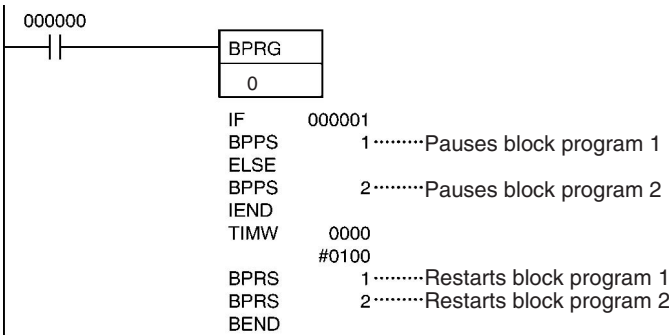 000000
BPRG
0
IF 000001
BPPS 1·········Pauses block program 1
ELSE
BPPS 2·········Pauses block program 2
IEND
TIMW 0000
#0100
BPRS 1·········Restarts block program 1
BPRS 2·········Restarts block program 2
BEND